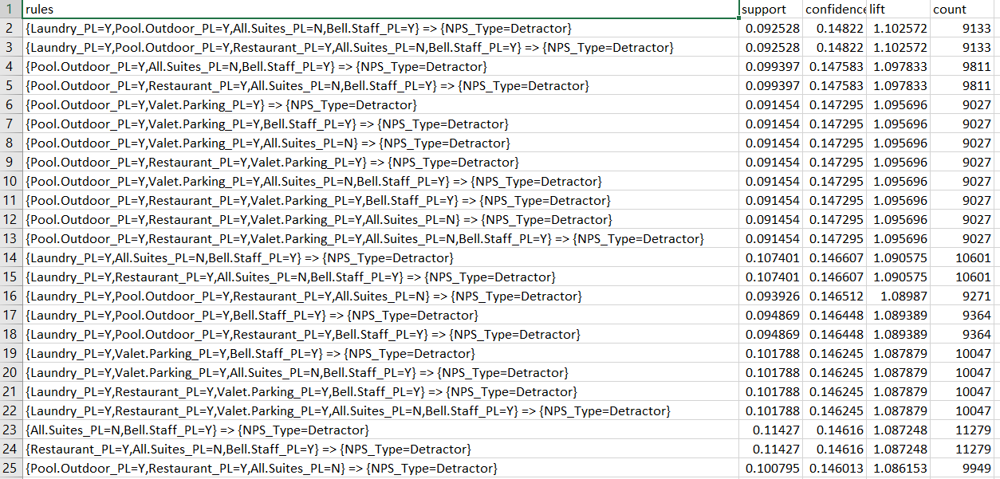 1 rules support confidence lift count
2 {Laundry_PL=Y,Pool.Outdoor_PL=Y,All.Suites_PL=N,Bell.Staff_PL=Y} => {NPS_Type=Detractor} 0.092528 0.14822 1.102572 9133
3 {Laundry_PL=Y,Pool.Outdoor_PL=Y,Restaurant_PL=Y,All.Suites_PL=N,Bell.Staff_PL=Y} => {NPS_Type=Detractor} 0.092528 0.14822 1.102572 9133
4 {Pool.Outdoor_PL=Y,All.Suites_PL=N,Bell.Staff_PL=Y} => {NPS_Type=Detractor} 0.099397 0.147583 1.097833 9811
5 {Pool.Outdoor_PL=Y,Restaurant_PL=Y,All.Suites_PL=N,Bell.Staff_PL=Y} => {NPS_Type=Detractor} 0.099397 0.147583 1.097833 9811
6 {Pool.Outdoor_PL=Y,Valet.Parking_PL=Y} => {NPS_Type=Detractor} 0.091454 0.147295 1.095696 9027
7 {Pool.Outdoor_PL=Y,Valet.Parking_PL=Y,Bell.Staff_PL=Y} => {NPS_Type=Detractor} 0.091454 0.147295 1.095696 9027
8 {Pool.Outdoor_PL=Y,Valet.Parking_PL=Y,All.Suites_PL=N} => {NPS_Type=Detractor} 0.091454 0.147295 1.095696 9027
9 {Pool.Outdoor_PL=Y,Restaurant_PL=Y,Valet.Parking_PL=Y} => {NPS_Type=Detractor} 0.091454 0.147295 1.095696 9027
10 {Pool.Outdoor_PL=Y,Valet.Parking_PL=Y,All.Suites_PL=N,Bell.Staff_PL=Y} => {NPS_Type=Detractor} 0.091454 0.147295 1.095696 9027
11 {Pool.Outdoor_PL=Y,Restaurant_PL=Y,Valet.Parking_PL=Y,Bell.Staff_PL=Y} => {NPS_Type=Detractor} 0.091454 0.147295 1.095696 9027
12 {Pool.Outdoor_PL=Y,Restaurant_PL=Y,Valet.Parking_PL=Y,All.Suites_PL=N} => {NPS_Type=Detractor} 0.091454 0.147295 1.095696 9027
13 {Pool.Outdoor_PL=Y,Restaurant_PL=Y,Valet.Parking_PL=Y,All.Suites_PL=N,Bell.Staff_PL=Y} => {NPS_Type=Detractor} 0.091454 0.147295 1.095696 9027
14 {Laundry_PL=Y,All.Suites_PL=N,Bell.Staff_PL=Y} => {NPS_Type=Detractor} 0.107401 0.146607 1.090575 10601
15 {Laundry_PL=Y,Restaurant_PL=Y,All.Suites_PL=N,Bell.Staff_PL=Y} => {NPS_Type=Detractor} 0.107401 0.146607 1.090575 10601
16 {Laundry_PL=Y,Pool.Outdoor_PL=Y,Restaurant_PL=Y,All.Suites_PL=N} => {NPS_Type=Detractor} 0.093926 0.146512 1.08987 9271
17 {Laundry_PL=Y,Pool.Outdoor_PL=Y,Bell.Staff_PL=Y} => {NPS_Type=Detractor} 0.094869 0.146448 1.089389 9364
18 {Laundry_PL=Y,Pool.Outdoor_PL=Y,Restaurant_PL=Y,Bell.Staff_PL=Y} => {NPS_Type=Detractor} 0.094869 0.146448 1.089389 9364
19 {Laundry_PL=Y,Valet.Parking_PL=Y,Bell.Staff_PL=Y} => {NPS_Type=Detractor} 0.101788 0.146245 1.087879 10047
20 {Laundry_PL=Y,Valet.Parking_PL=Y,All.Suites_PL=N,Bell.Staff_PL=Y} => {NPS_Type=Detractor} 0.101788 0.146245 1.087879 10047
21 {Laundry_PL=Y,Restaurant_PL=Y,Valet.Parking_PL=Y,Bell.Staff_PL=Y} => {NPS_Type=Detractor} 0.101788 0.146245 1.087879 10047
22 {Laundry_PL=Y,Restaurant_PL=Y,Valet.Parking_PL=Y,All.Suites_PL=N,Bell.Staff_PL=Y} => {NPS_Type=Detractor} 0.101788 0.146245 1.087879 10047
23 {All.Suites_PL=N,Bell.Staff_PL=Y} => {NPS_Type=Detractor} 0.11427 0.14616 1.087248 11279
24 {Restaurant_PL=Y,All.Suites_PL=N,Bell.Staff_PL=Y} => {NPS_Type=Detractor} 0.11427 0.14616 1.087248 11279
25 {Pool.Outdoor_PL=Y,Restaurant_PL=Y,All.Suites_PL=N} => {NPS_Type=Detractor} 0.100795 0.146013 1.086153 9949